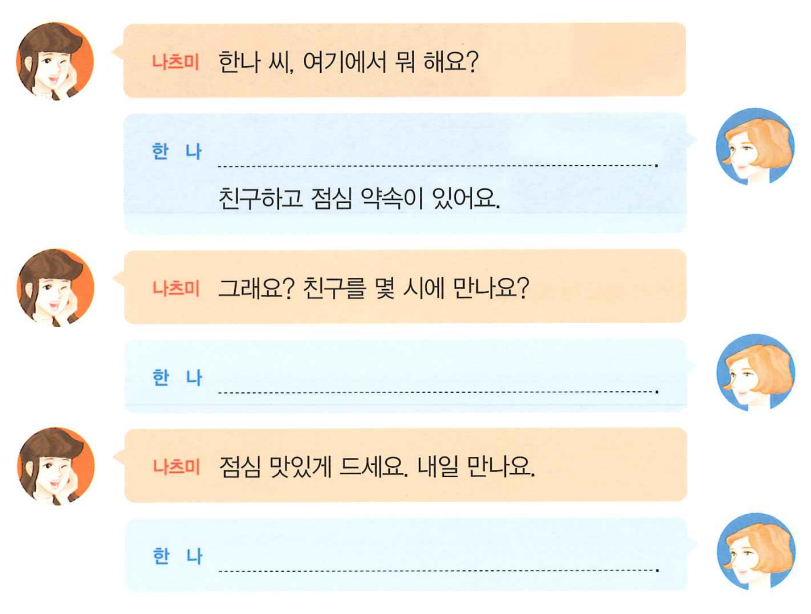 나츠미 한나 씨, 여기에서 뭐 해요?
한 나 .
친구하고 점심 약속이 있어요.
나츠미 그래요? 친구를 몇 시에 만나요?
한 나 .
나츠미 점심 맛있게 드세요. 내일 만나요.
한 나 .